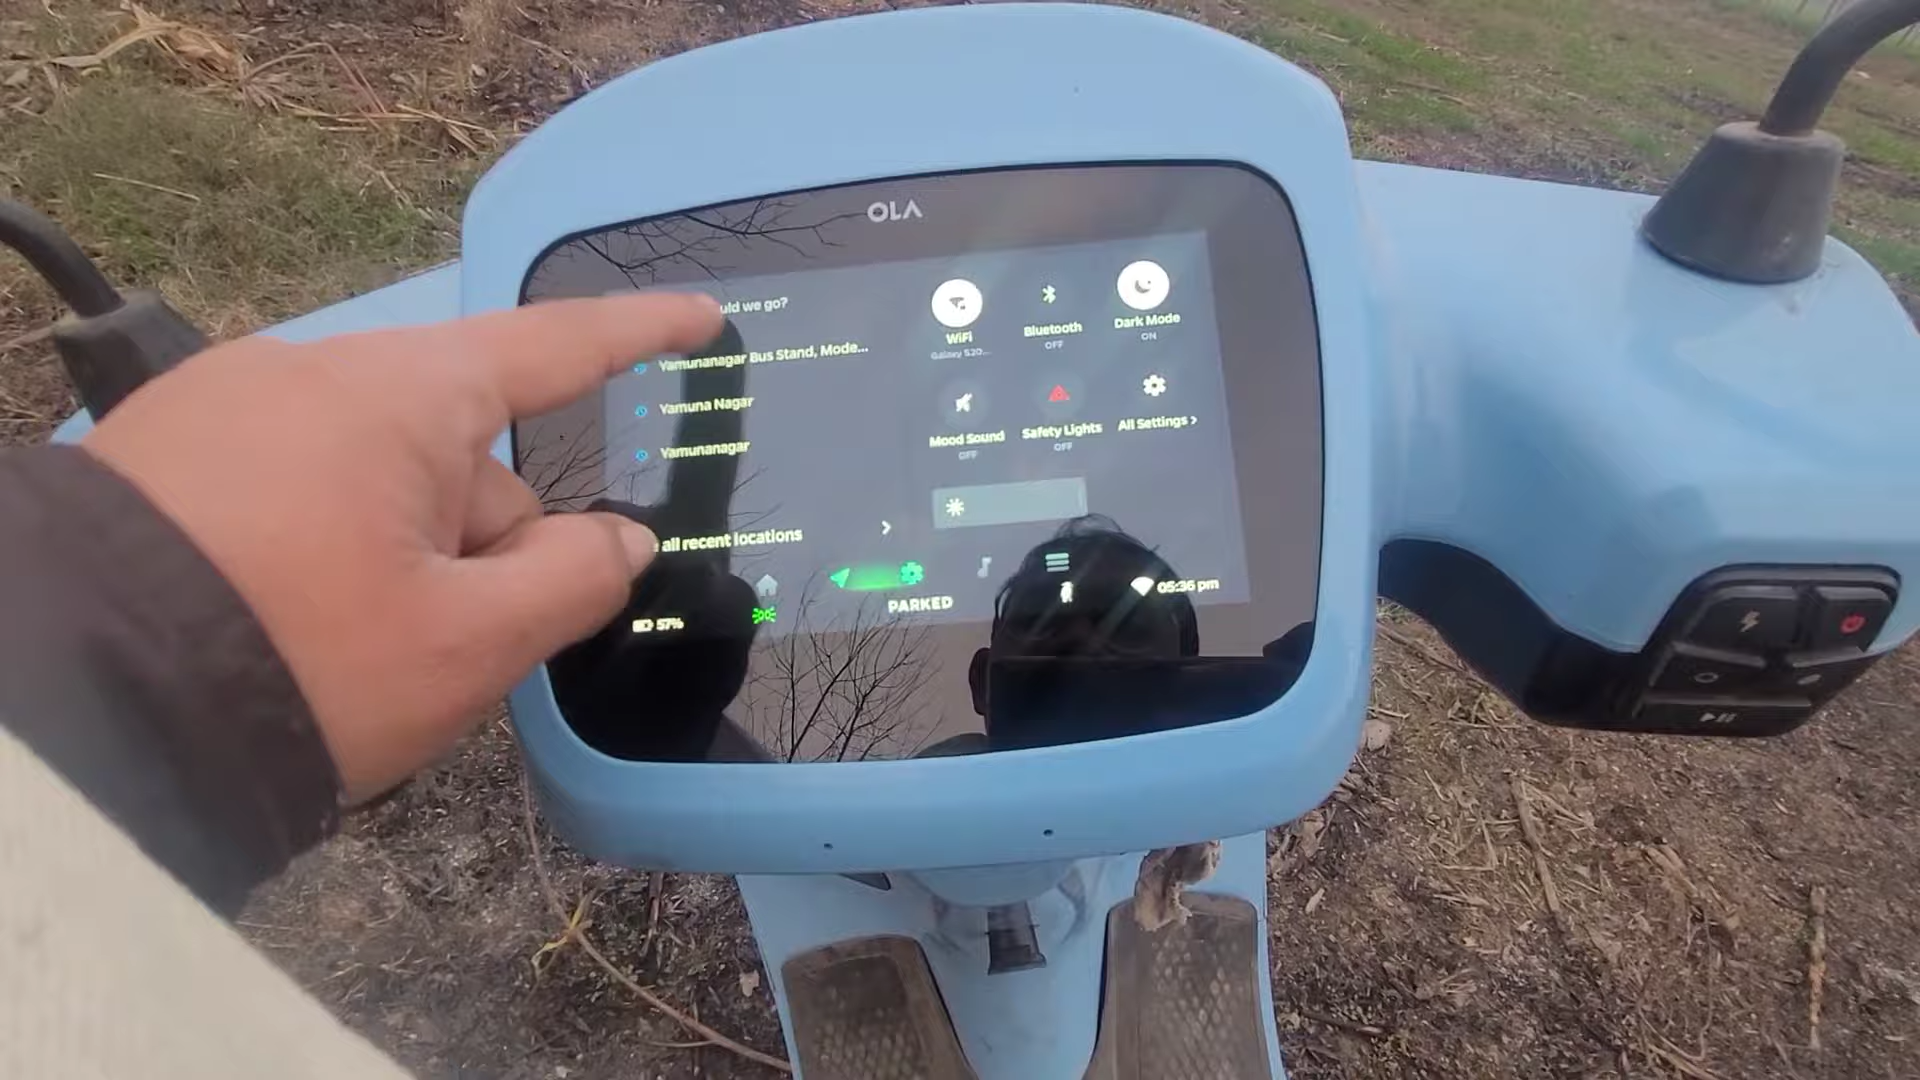 OLA
uld we go?
Yamunanagar Bus Stand, Mode...
Yamuna Nagar
Yamunanagar
all recent locations
WiFi
Galaxy S20...
Bluetooth
OFF
Dark Mode
ON
Mood Sound
OFF
Safety Lights
OFF
All Settings >
57%
PARKED
05:36 pm